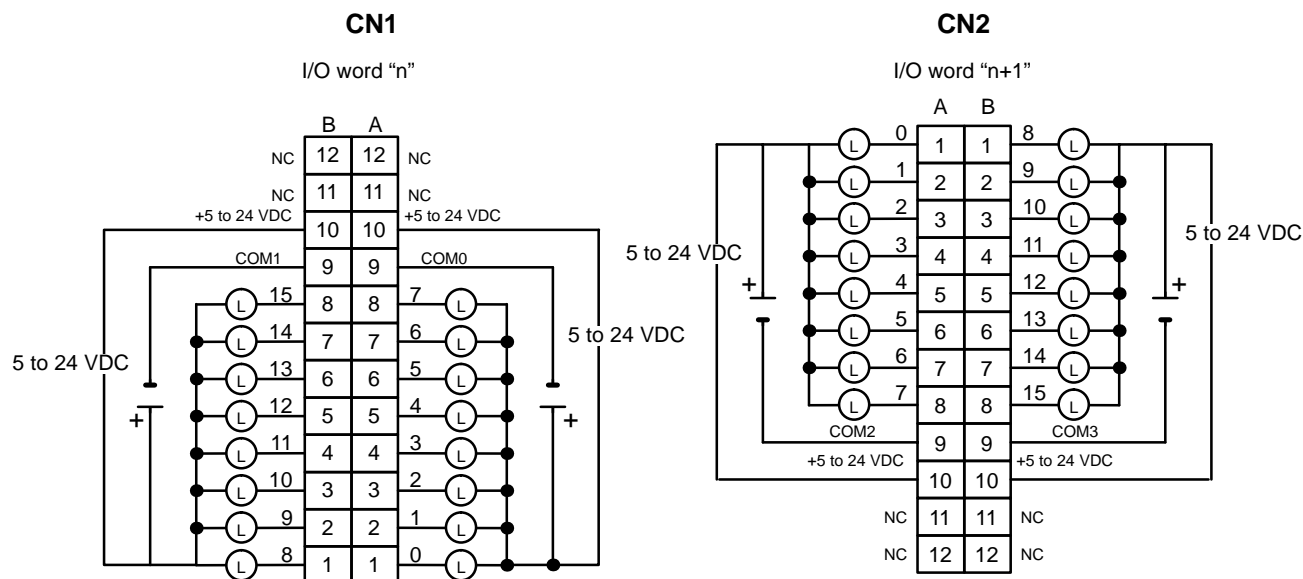 CN1
I/O word “n”
B A
NC 12 12 NC
NC 11 11 NC
+5 to 24 VDC 10 10 +5 to 24 VDC
COM1 9 9 COM0
L 15 8 8 7 L
L 14 7 7 6 L
L 13 6 6 5 L
L 12 5 5 4 L
L 11 4 4 3 L
L 10 3 3 2 L
L 9 2 2 1 L
L 8 1 1 0 L
5 to 24 VDC
+
5 to 24 VDC
+
CN2
I/O word “n+1”
A B
L 0 1 1 8 L
L 1 2 2 9 L
L 2 3 3 10 L
L 3 4 4 11 L
L 4 5 5 12 L
L 5 6 6 13 L
L 6 7 7 14 L
L 7 8 8 15 L
COM2 9 9 COM3
+5 to 24 VDC 10 10 +5 to 24 VDC
NC 11 11 NC
NC 12 12 NC
5 to 24 VDC
+
5 to 24 VDC
+